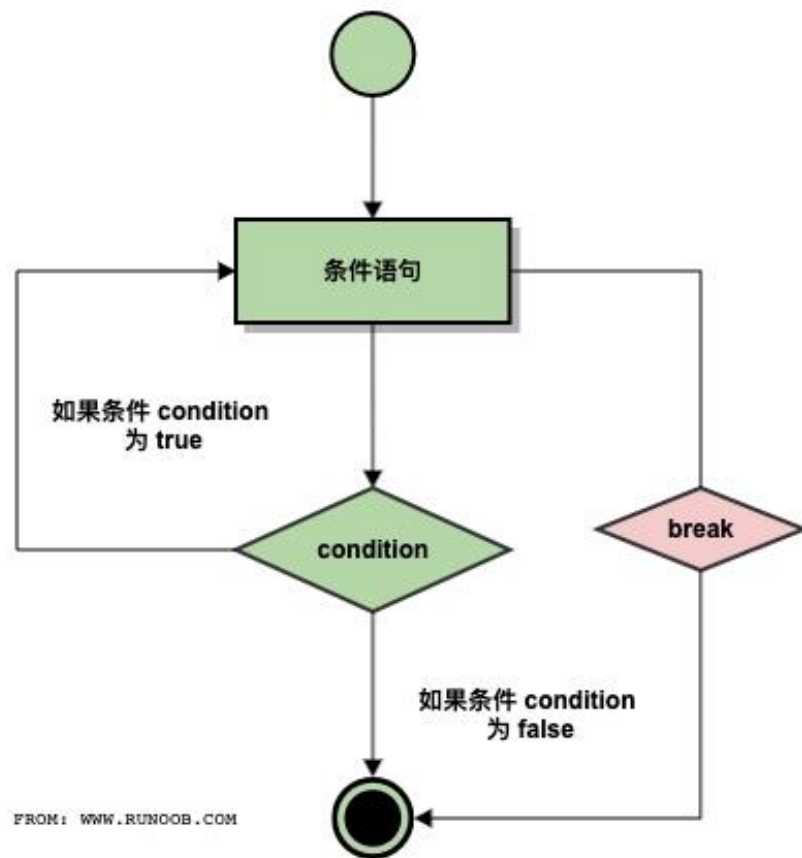 条件语句
如果条件 condition
为 true
condition
break
如果条件 condition
为 false
FROM: WWW.RUNOOB.COM